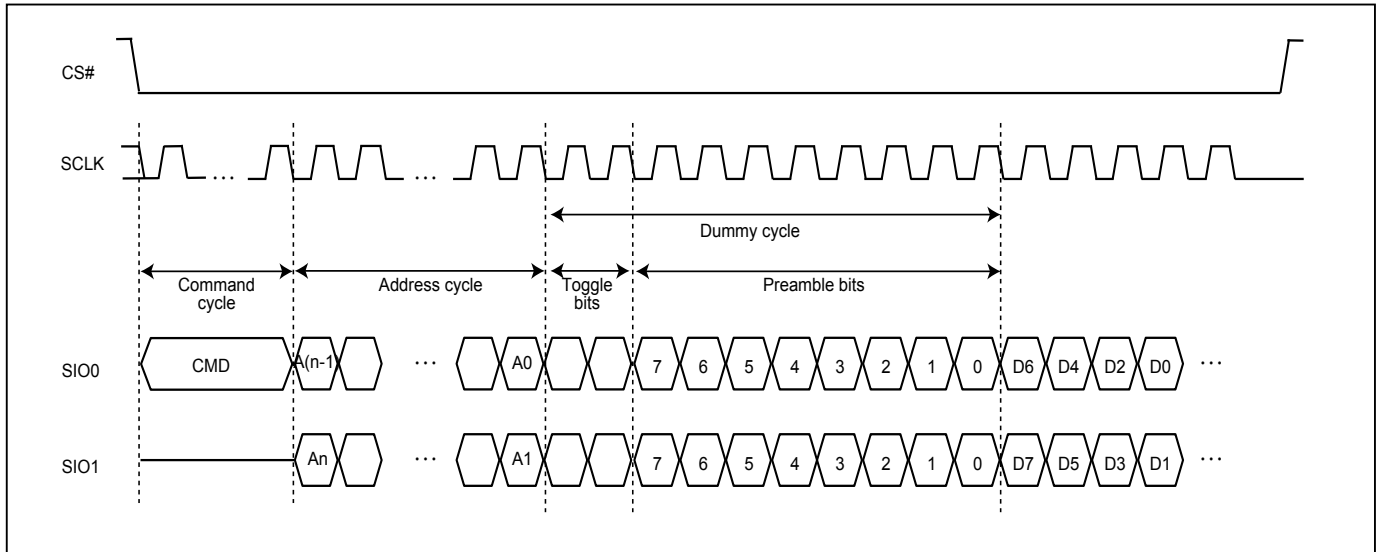 CS#
SCLK
…
…
Dummy cycle
Command
cycle
Address cycle
Toggle
bits
Preamble bits
SIO0
CMD
A(n-1)
…
A0
7 6 5 4 3 2 1 0
D6 D4 D2 D0
…
SIO1
An
…
A1
7 6 5 4 3 2 1 0
D7 D5 D3 D1
…